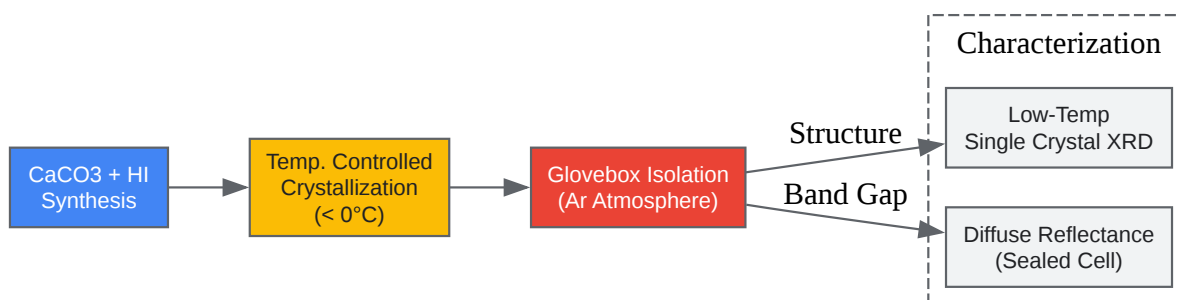 CaCO3 + HI
Synthesis
Temp. Controlled
Crystallization
(< 0°C)
Glovebox Isolation
(Ar Atmosphere)
Structure
Band Gap
Characterization
Low-Temp
Single Crystal XRD
Diffuse Reflectance
(Sealed Cell)